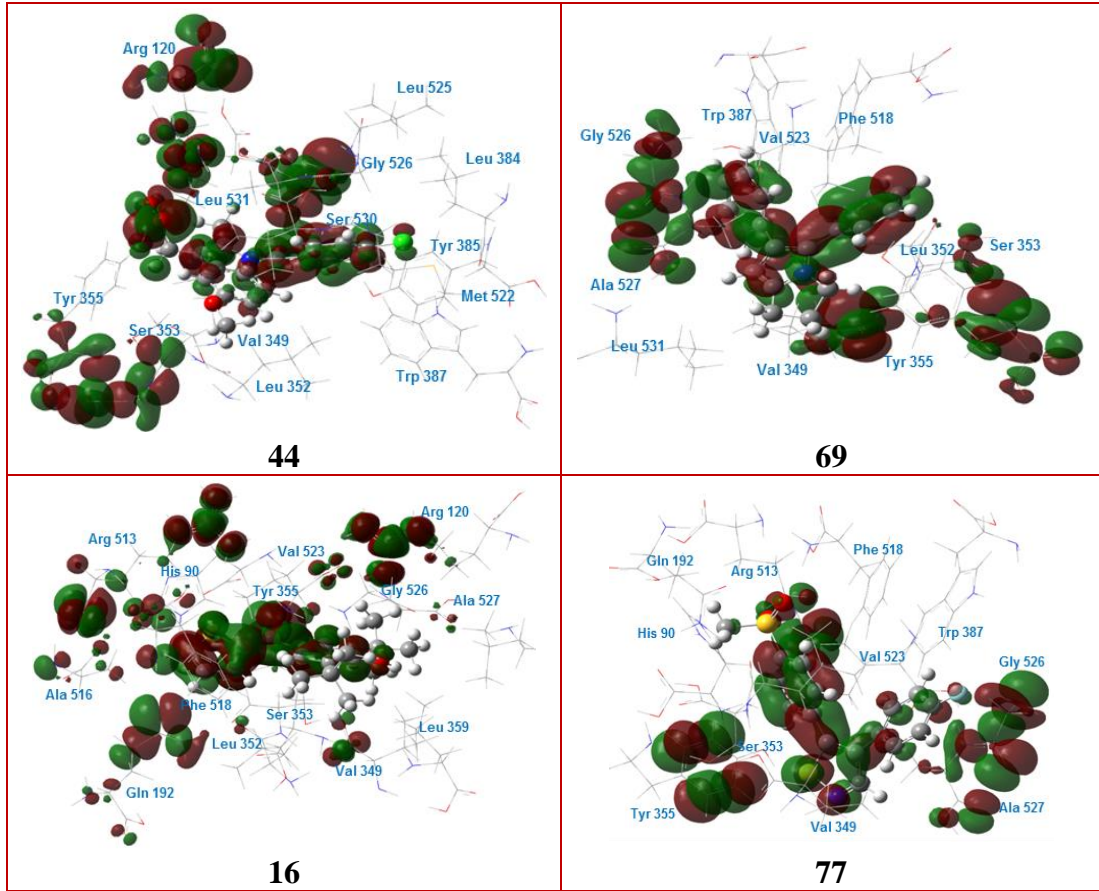 Arg 120
Leu 525
Gly 526
Leu 384
Leu 531
Ser 530
Tyr 385
Tyr 355
Met 522
Ser 353
Val 349
Leu 352
Trp 387
44
Trp 387
Phe 518
Gly 526
Val 523
Leu 352
Ser 353
Ala 527
Leu 531
Val 349
Tyr 355
69
Arg 120
Arg 513
Val 523
His 90
Tyr 355
Gly 526
Ala 527
Ala 516
Phe 518
Ser 353
Leu 352
Leu 359
Val 349
Gln 192
16
Gln 192
Phe 518
Arg 513
His 90
Trp 387
Val 523
Gly 526
Ser 353
Tyr 355
Ala 527
Val 349
77